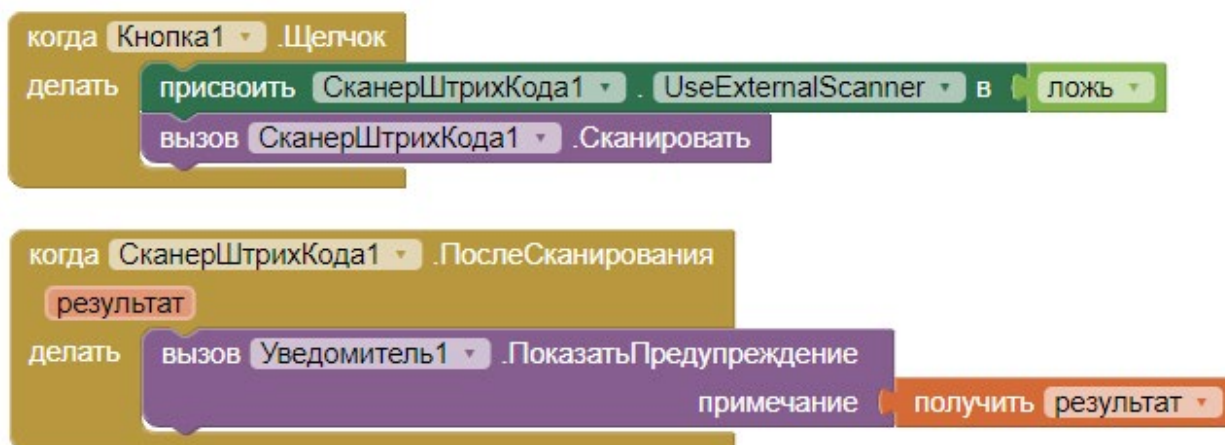 когда Кнопка1 .Щелчок
делать присвоить СканерШтрихКода1 . UseExternalScanner в ложь
вызов СканерШтрихКода1 .Сканировать
когда СканерШтрихКода1 .ПослеСканирования
результат
делать вызов Уведомитель1 .ПоказатьПредупреждение
примечание получить результат